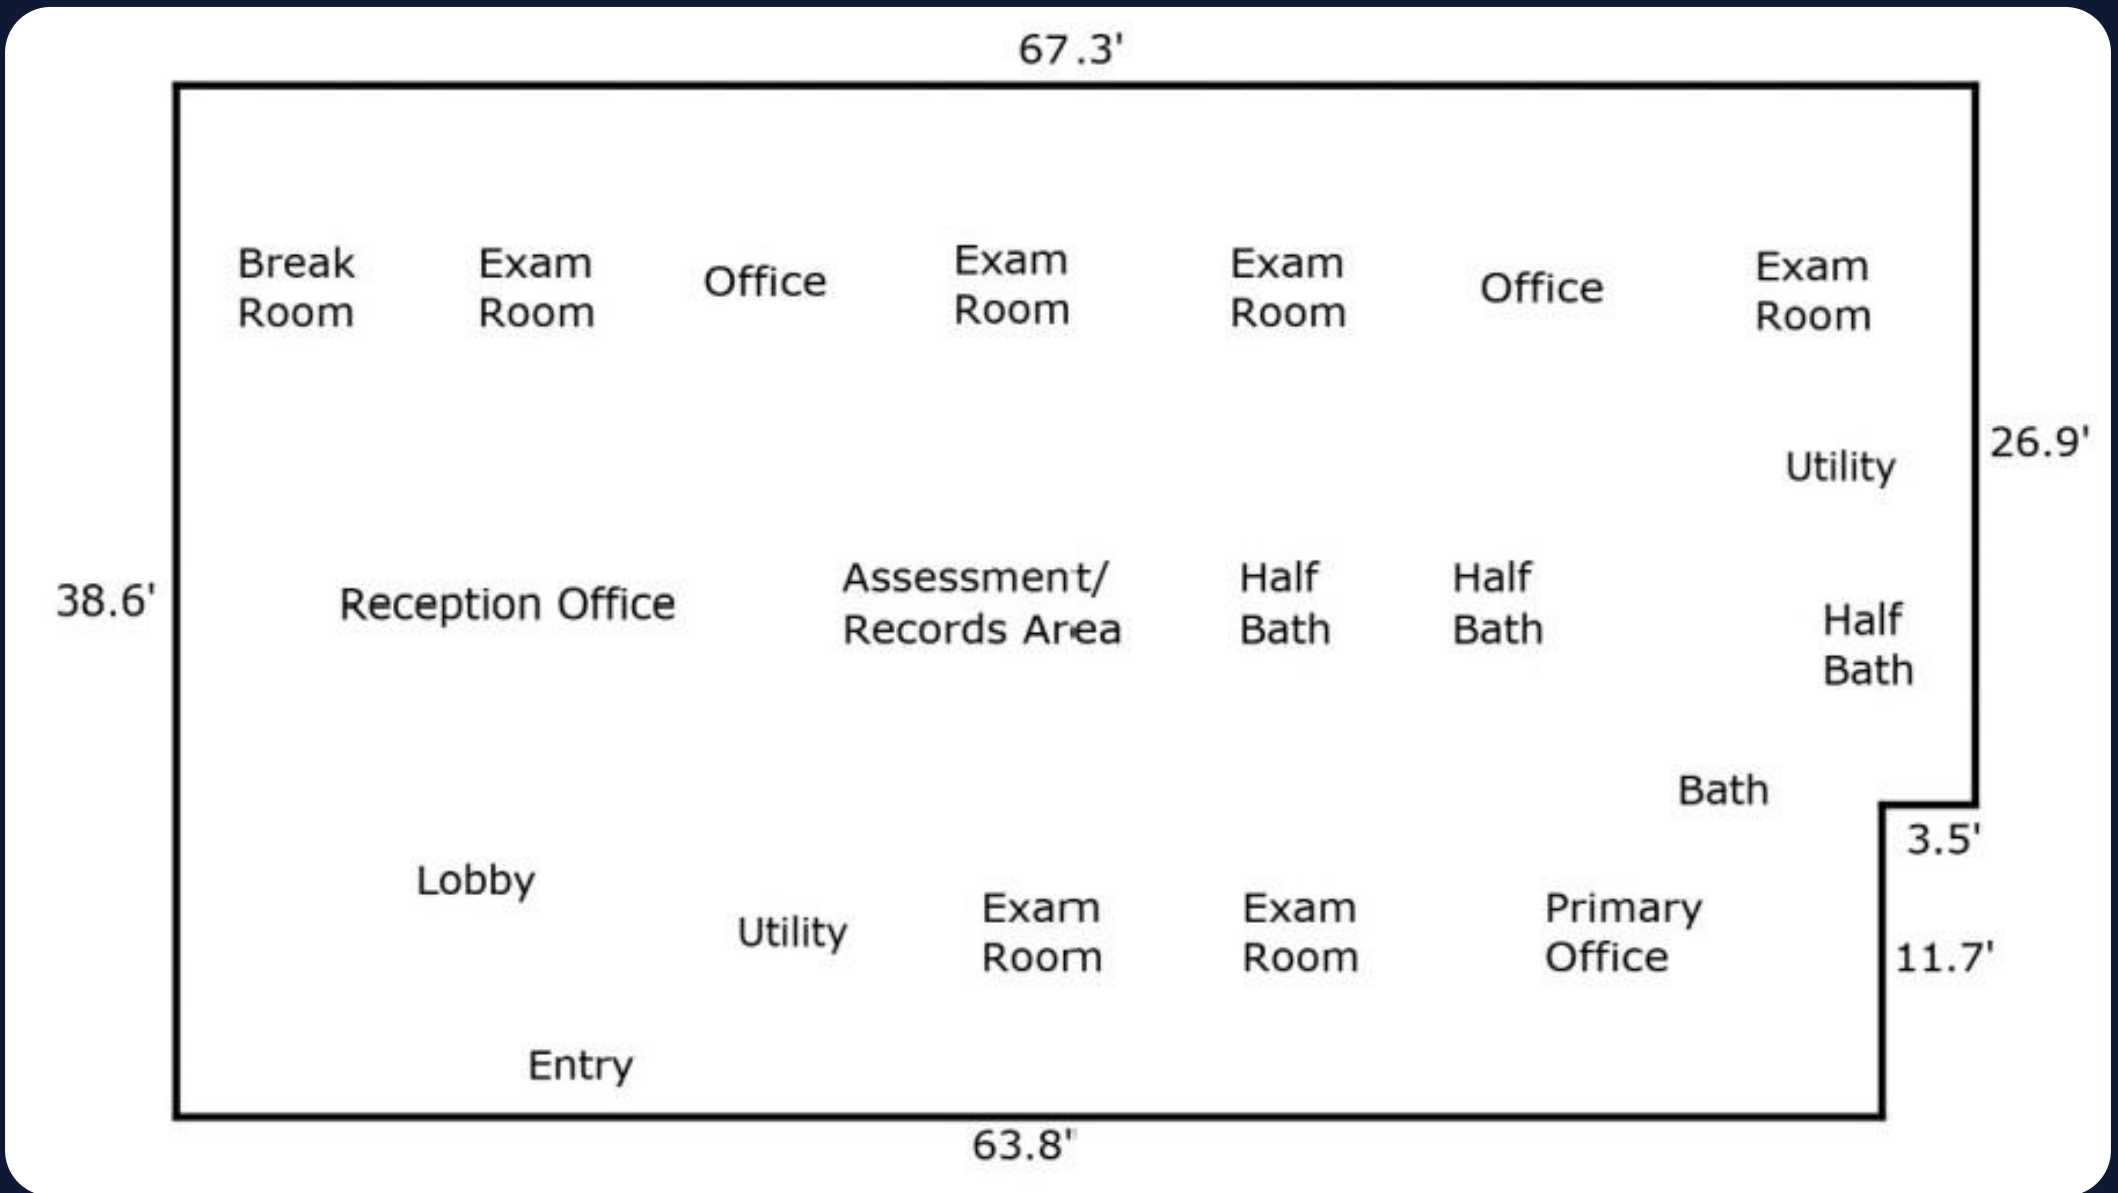 67.3'
Break
Room
Exam
Room
Office
Exam
Room
Exam
Room
Office
Exam
Room
26.9'
Utility
38.6'
Reception Office
Assessment/
Records Area
Half
Bath
Half
Bath
Half
Bath
Bath
3.5'
Lobby
Utility
Exam
Room
Exam
Room
Primary
Office
11.7'
Entry
63.8'